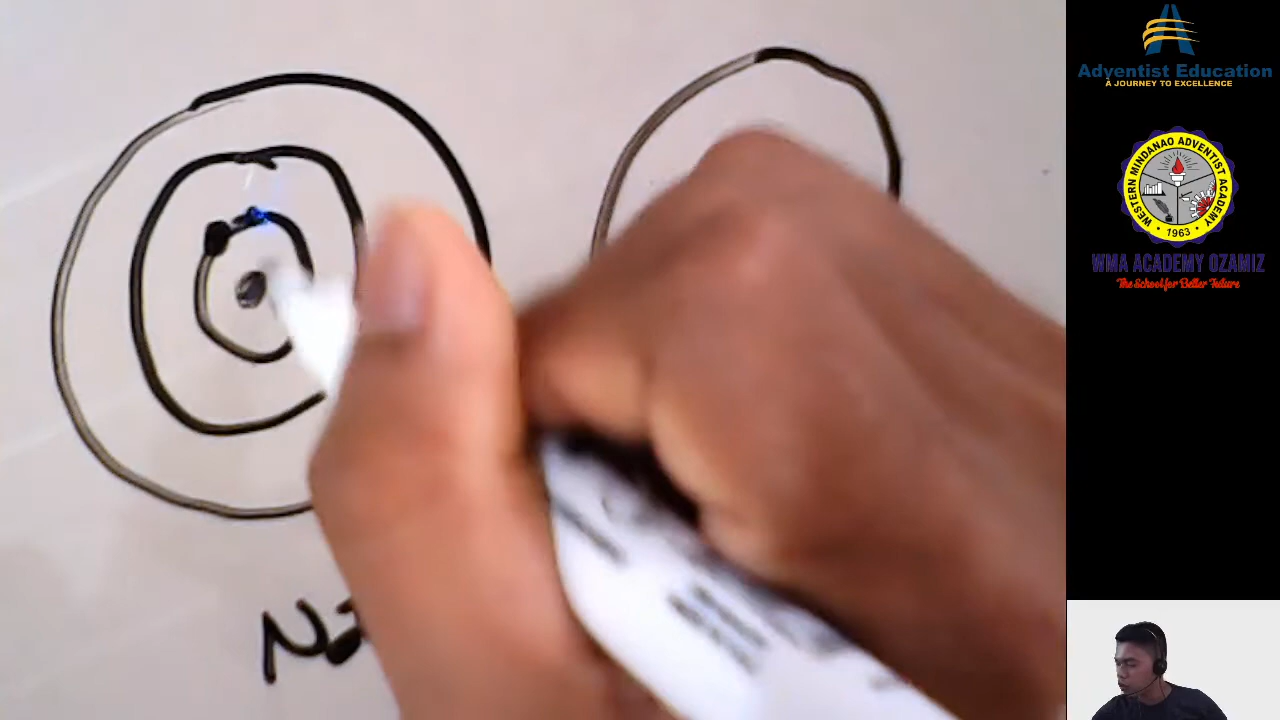 Adventist Education
A JOURNEY TO EXCELLENCE
WESTERN MINDANAO ADVENTIST ACADEMY
• 1963 •
WMA ACADEMY OZAMIZ
The School for Better Future